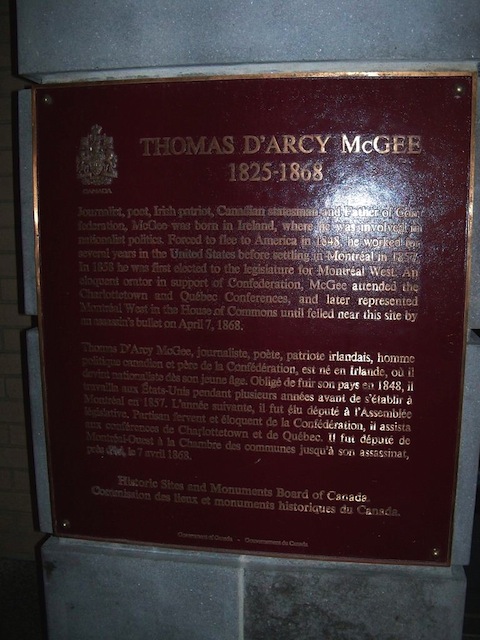 CANADA
THOMAS D'ARCY McGEE
1825-1868
Journalist, poet, Irish patriot, Canadian statesman and Father of Con-
federation, McGee was born in Ireland, where he was involved in
nationalist politics. Forced to flee to America in 1848, he worked for
several years in the United States before settling in Montréal in 1857.
In 1858 he was first elected to the legislature for Montréal West. An
eloquent orator in support of Confederation, McGee attended the
Charlottetown and Québec Conferences, and later represented
Montréal West in the House of Commons until felled near this site by
an assassin's bullet on April 7, 1868.
Thomas D'Arcy McGee, journaliste, poète, patriote irlandais, homme
politique canadien et père de la Confédération, est né en Irlande, où il
devint nationaliste dès son jeune âge. Obligé de fuir son pays en 1848, il
travailla aux États-Unis pendant plusieurs années avant de s'établir à
Montréal en 1857. L'année suivante, il fut élu député à l'Assemblée
législative. Partisan fervent et éloquent de la Confédération, il assista
aux conférences de Charlottetown et de Québec. Il fut député de
Montréal-Ouest à la Chambre des communes jusqu'à son assassinat,
près d'ici, le 7 avril 1868.
Historic Sites and Monuments Board of Canada.
Commission des lieux et monuments historiques du Canada.
Government of Canada - Gouvernement du Canada